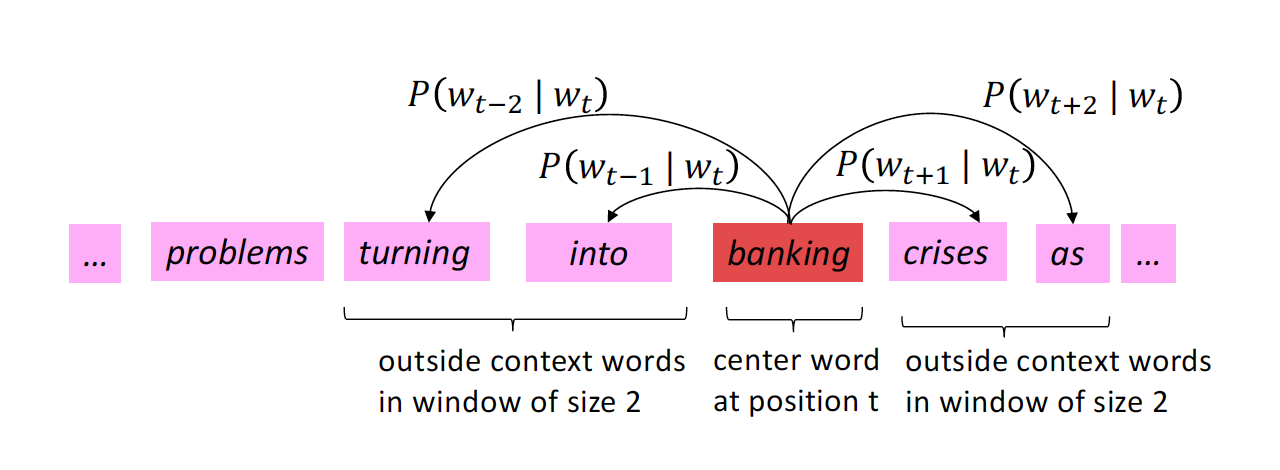 P(w_{t−2} | w_t) P(w_{t+2} | w_t)
P(w_{t−1} | w_t) P(w_{t+1} | w_t)
... problems turning into banking crises as ...
outside context words center word outside context words
in window of size 2 at position t in window of size 2